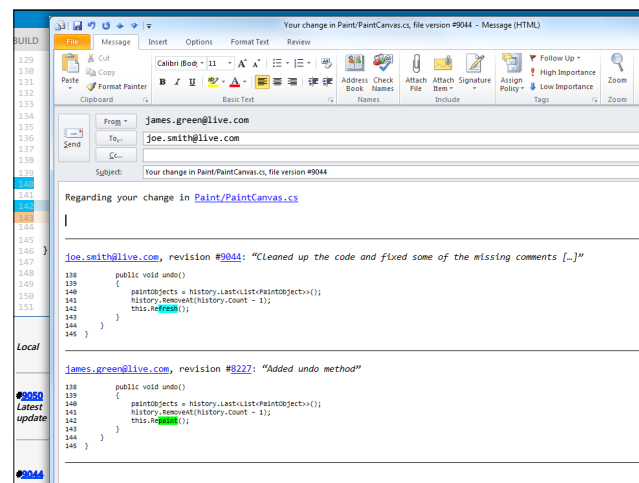 Your change in Paint/PaintCanvas.cs, file version #9044 - Message (HTML)
BUILD
File Message Insert Options Format Text Review
Paste
Cut
Copy
Format Painter
Clipboard
Calibri (Body 11
B I U
Basic Text
Address Book
Check Names
Names
Attach File
Attach Item
Signature
Include
Assign Policy
Follow Up
High Importance
Low Importance
Tags
Zoom
Zoom
129
130
131
132
133
134
135
136
137
138
139
140
141
142
143
144
145
146 }
147
148
149
150
151
Send
From james.green@live.com
To... joe.smith@live.com
Cc...
Subject: Your change in Paint/PaintCanvas.cs, file version #9044
Regarding your change in Paint/PaintCanvas.cs
joe.smith@live.com, revision #9044: “Cleaned up the code and fixed some of the missing comments […]”
138 public void undo()
139 {
140 paintObjects = history.Last<List<PaintObject>>();
141 history.RemoveAt(history.Count - 1);
142 this.Refresh();
143 }
144 }
145 }
james.green@live.com, revision #8227: “Added undo method”
138 public void undo()
139 {
140 paintObjects = history.Last<List<PaintObject>>();
141 history.RemoveAt(history.Count - 1);
142 this.Repaint();
143 }
144 }
145 }
Local
#9050
Latest
update
#9044